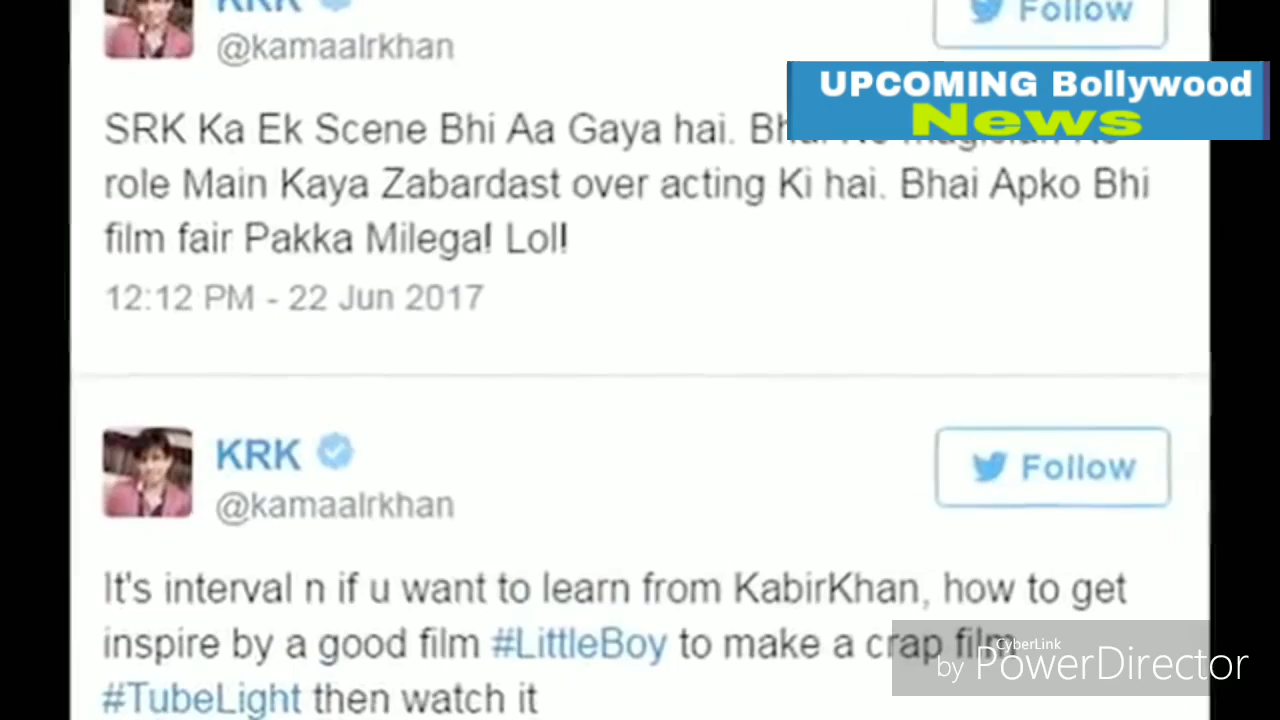 KRK
@kamaalrkhan
Follow
UPCOMING Bollywood
News
SRK Ka Ek Scene Bhi Aa Gaya hai.
role Main Kaya Zabardast over acting Ki hai. Bhai Apko Bhi
film fair Pakka Milega! Lol!
12:12 PM - 22 Jun 2017
KRK
@kamaalrkhan
Follow
It's interval n if u want to learn from KabirKhan, how to get
inspire by a good film #LittleBoy to make a crap film
#TubeLight then watch it
CyberLink
by PowerDirector